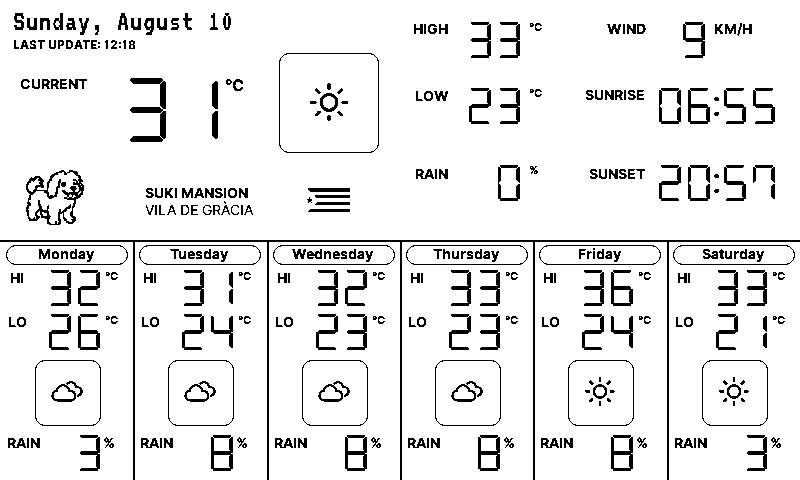 Sunday, August 10
LAST UPDATE: 12:18
CURRENT 31 °C
HIGH 33 °C
WIND 9 KM/H
LOW 23 °C
SUNRISE 06:55
RAIN 0 %
SUNSET 20:57
SUKI MANSION
VILA DE GRÀCIA
Monday
HI 32 °C
LO 26 °C
RAIN 3 %
Tuesday
HI 31 °C
LO 24 °C
RAIN 8 %
Wednesday
HI 32 °C
LO 23 °C
RAIN 8 %
Thursday
HI 33 °C
LO 23 °C
RAIN 8 %
Friday
HI 36 °C
LO 24 °C
RAIN 8 %
Saturday
HI 33 °C
LO 21 °C
RAIN 3 %